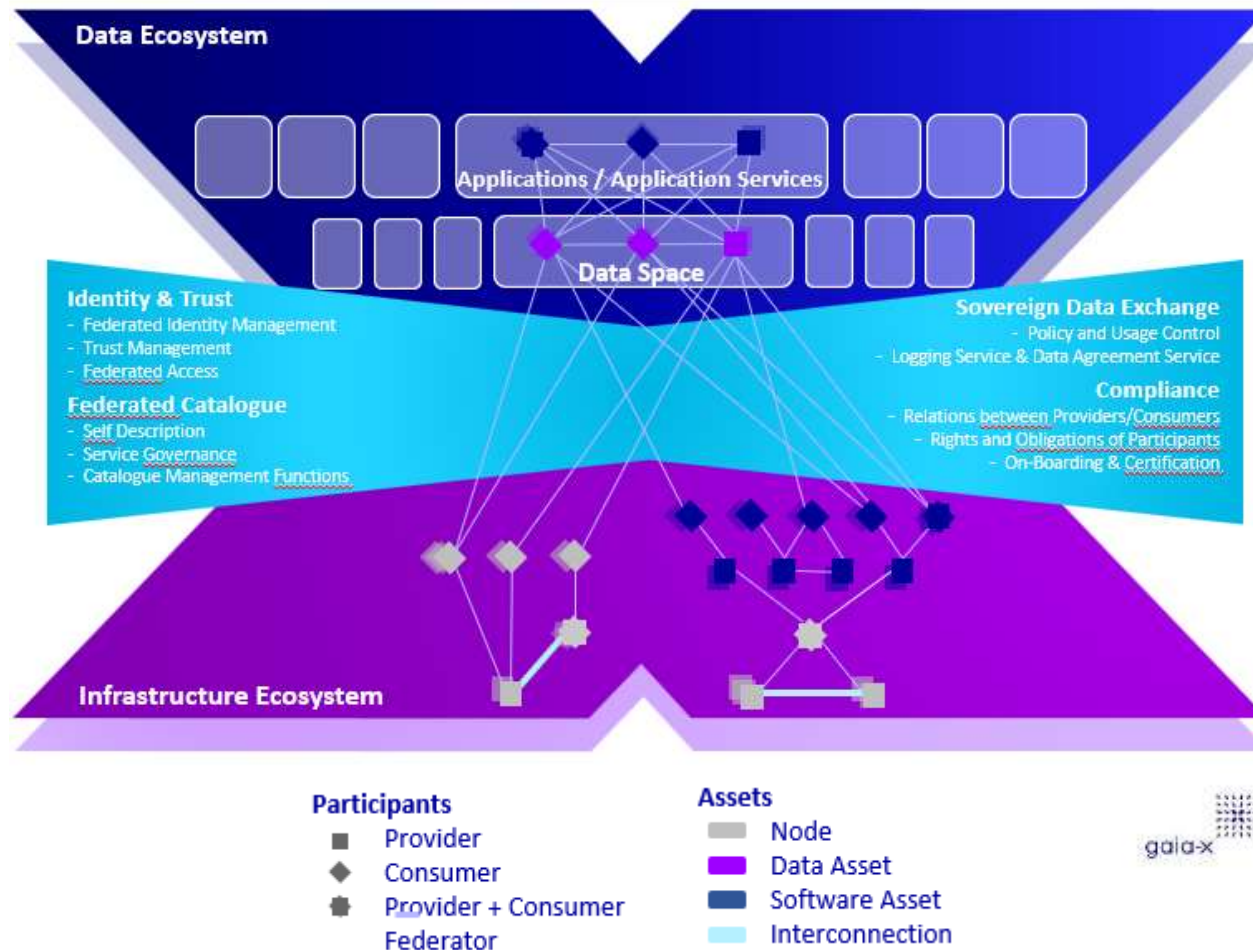 Data Ecosystem
Applications / Application Services
Data Space
Identity & Trust
- Federated Identity Management
- Trust Management
- Federated Access
Federated Catalogue
- Self Description
- Service Governance
- Catalogue Management Functions
Sovereign Data Exchange
- Policy and Usage Control
- Logging Service & Data Agreement Service
Compliance
- Relations between Providers/Consumers
- Rights and Obligations of Participants
- On-Boarding & Certification
Infrastructure Ecosystem
Participants
Provider
Consumer
Provider + Consumer
Federator
Assets
Node
Data Asset
Software Asset
Interconnection
gaia-x